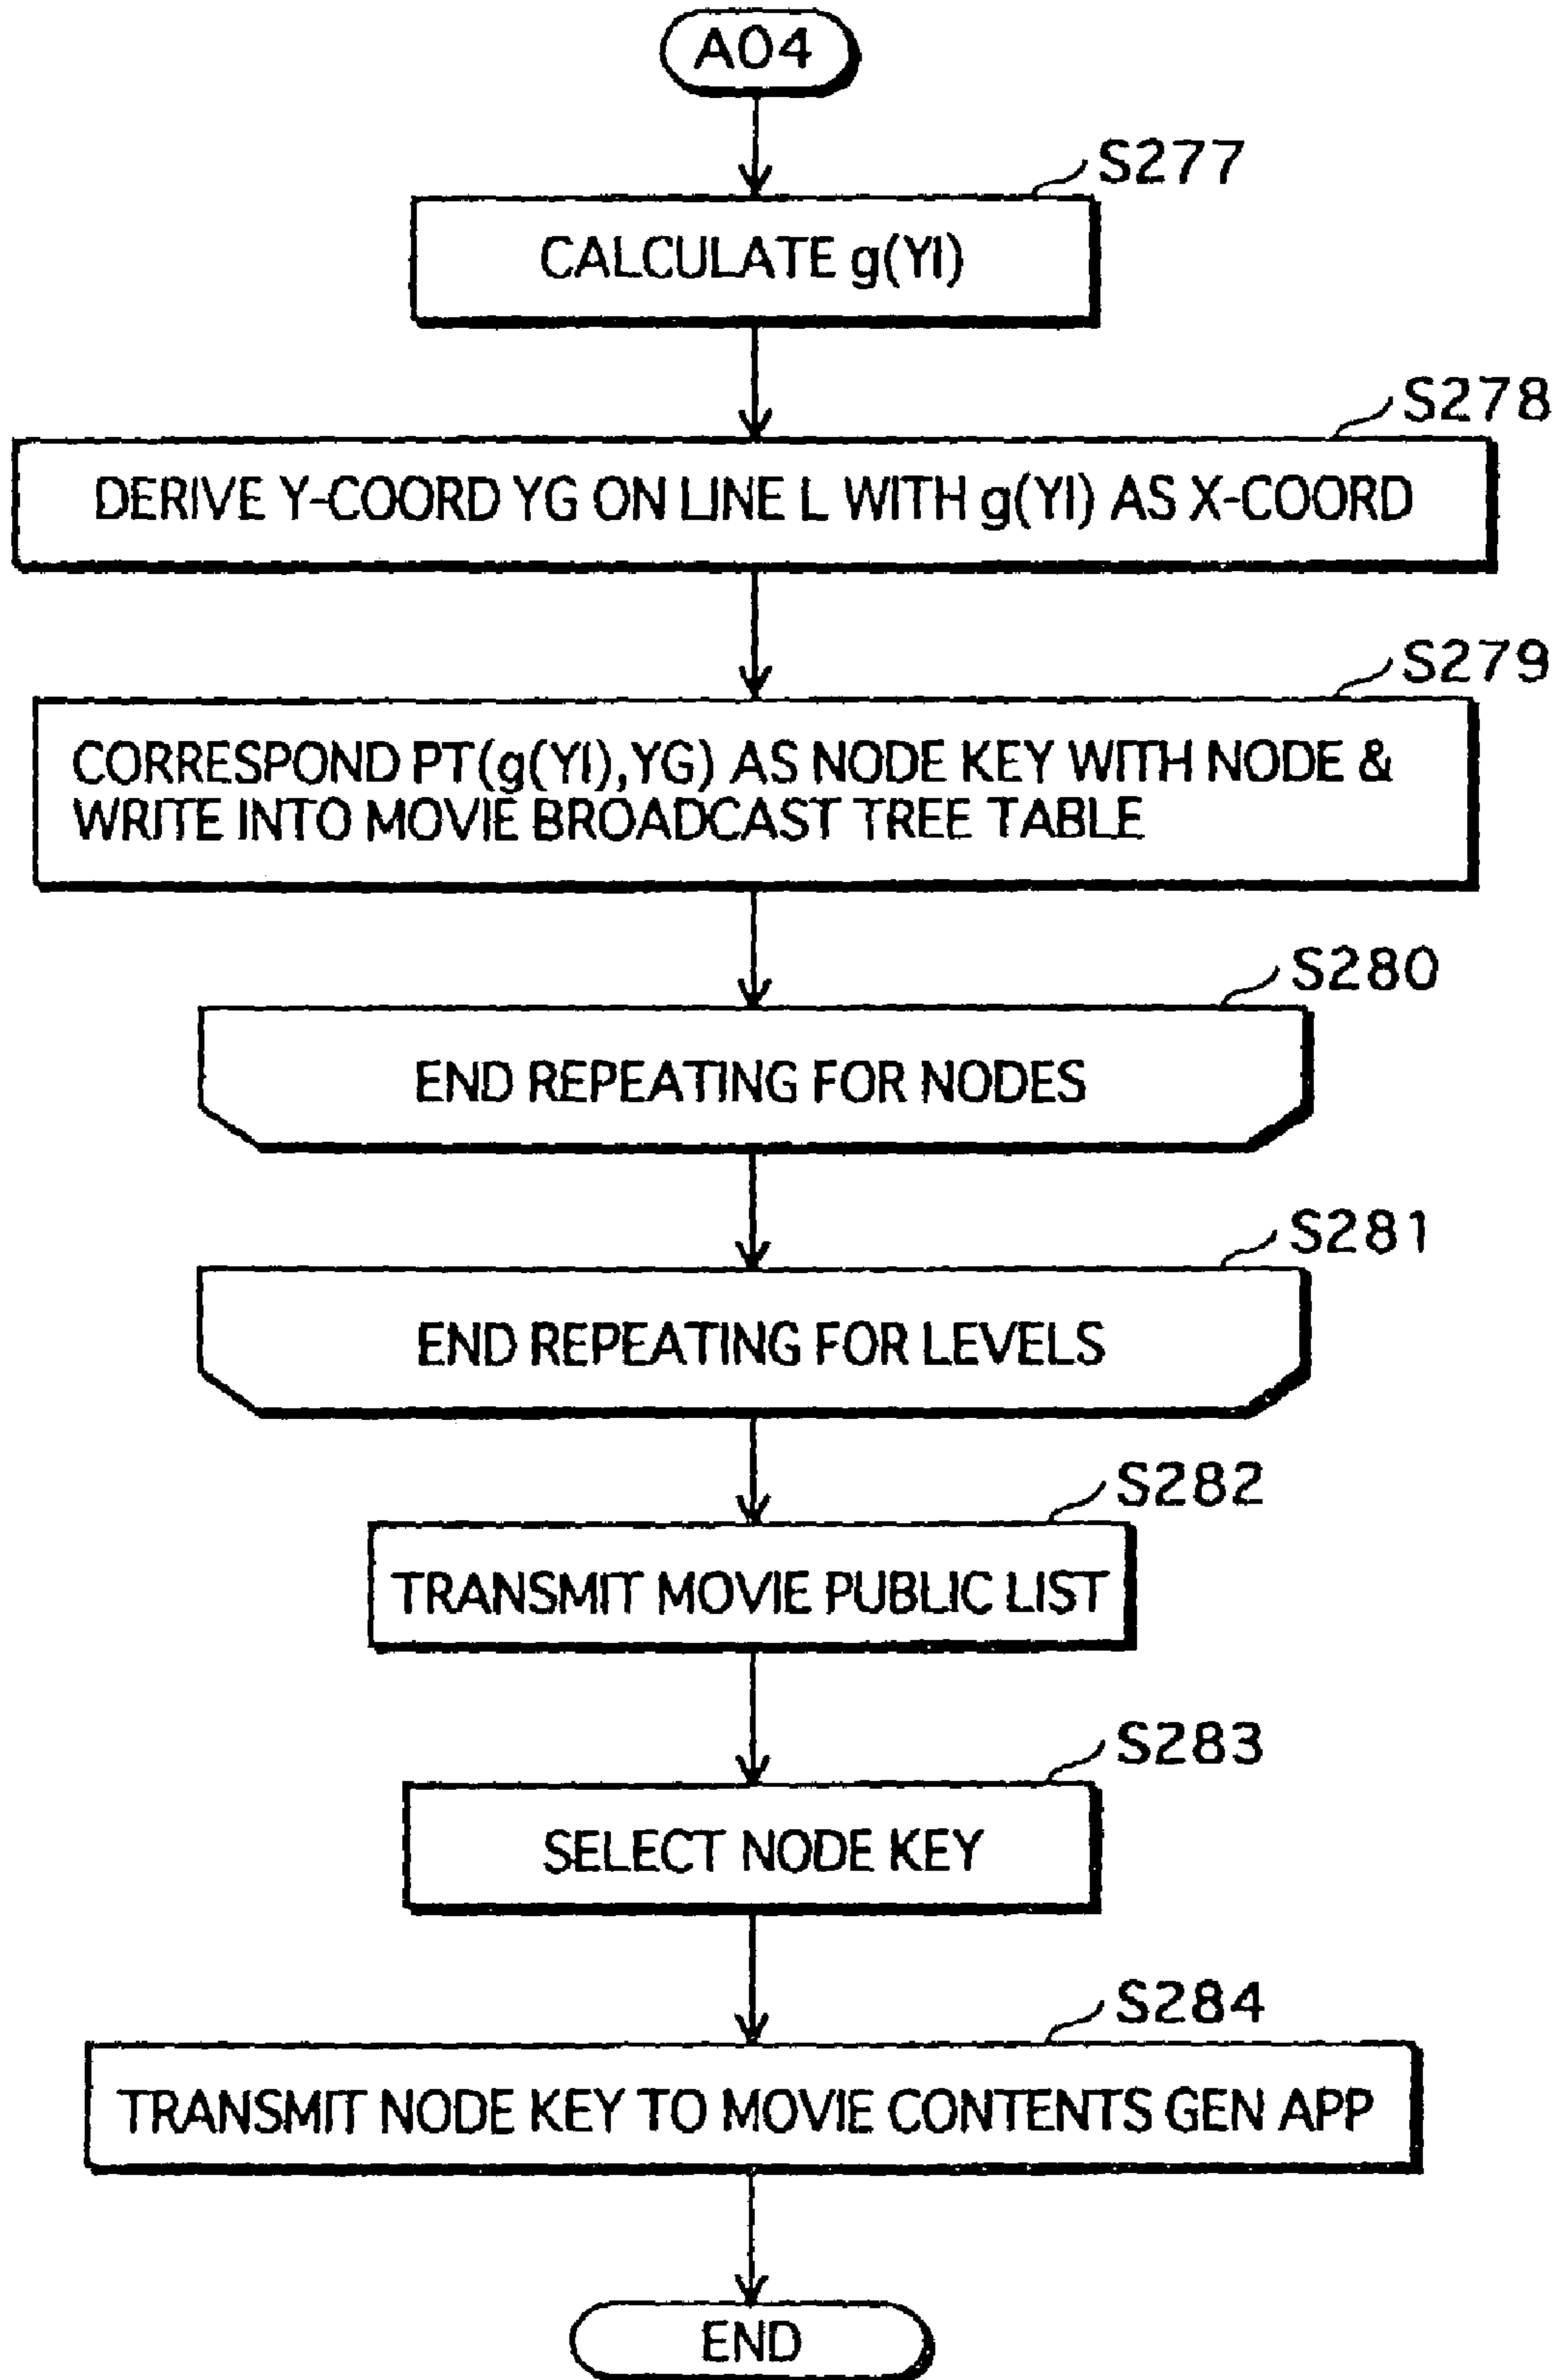 A04
S277
CALCULATE g(YI)
S278
DERIVE Y-COORD YG ON LINE L WITH g(YI) AS X-COORD
S279
CORRESPOND PT(g(YI),YG) AS NODE KEY WITH NODE &
WRITE INTO MOVIE BROADCAST TREE TABLE
S280
END REPEATING FOR NODES
S281
END REPEATING FOR LEVELS
S282
TRANSMIT MOVIE PUBLIC LIST
S283
SELECT NODE KEY
S284
TRANSMIT NODE KEY TO MOVIE CONTENTS GEN APP
END